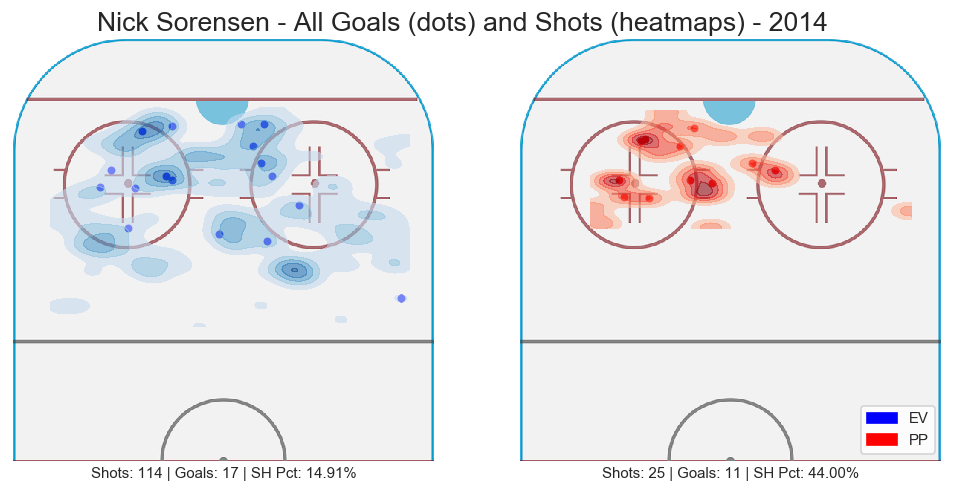 Nick Sorensen - All Goals (dots) and Shots (heatmaps) - 2014
EV
PP
Shots: 114 | Goals: 17 | SH Pct: 14.91%
Shots: 25 | Goals: 11 | SH Pct: 44.00%